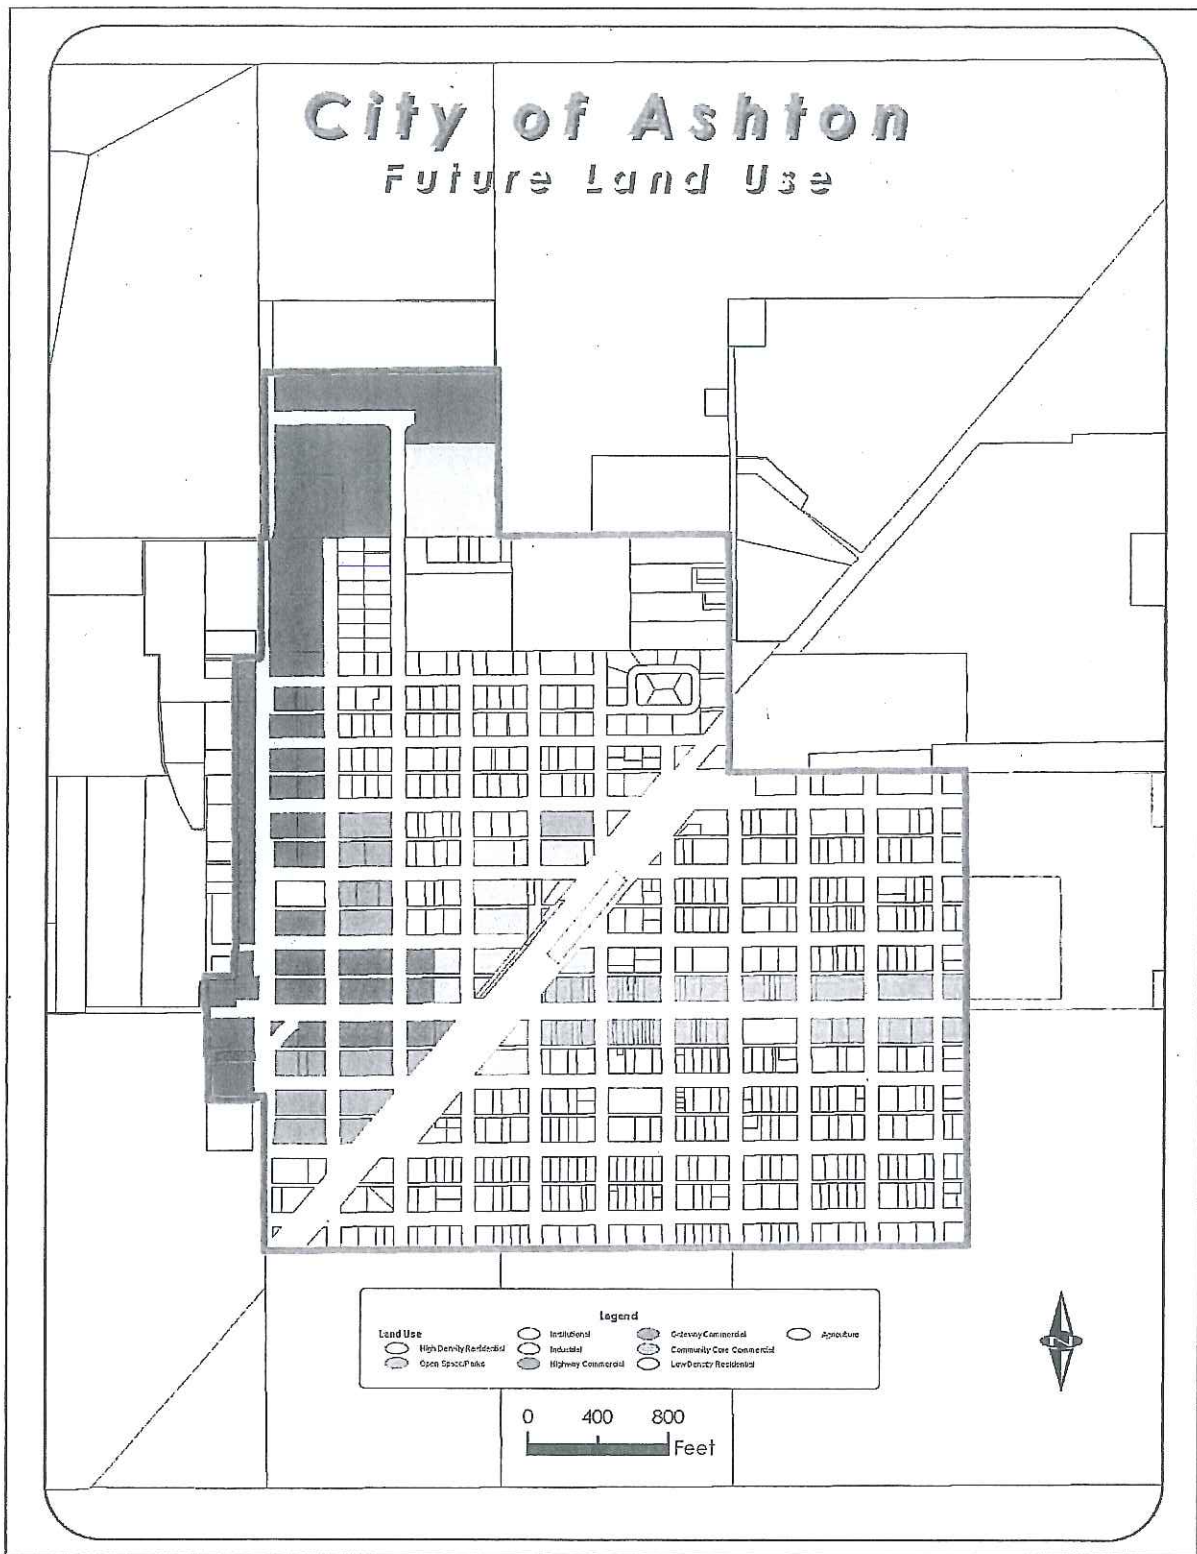 City of Ashton
Future Land Use
Legend
Land Use
High Density Residential
Open Space/Parks
Institutional
Industrial
Highway Commercial
Gateway Commercial
Community Core Commercial
Low Density Residential
Agriculture
N
0 400 800
Feet